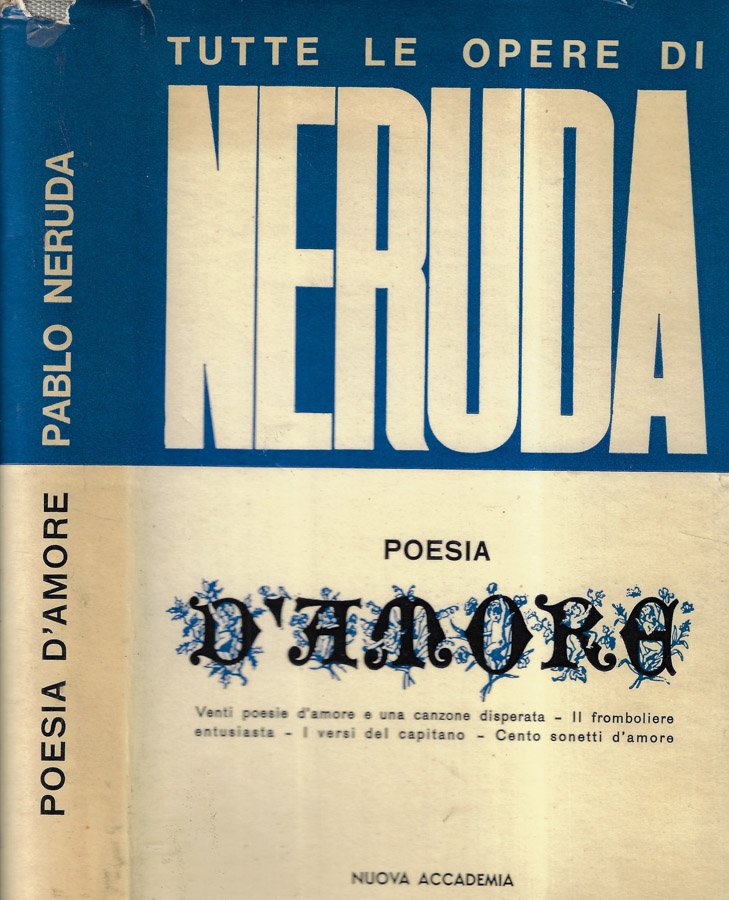 PABLO NERUDA
POESIA D'AMORE
TUTTE LE OPERE DI
NERUDA
POESIA
D'AMORE
Venti poesie d'amore e una canzone disperata – Il fromboliere
entusiasta – I versi del capitano – Cento sonetti d'amore
NUOVA ACCADEMIA